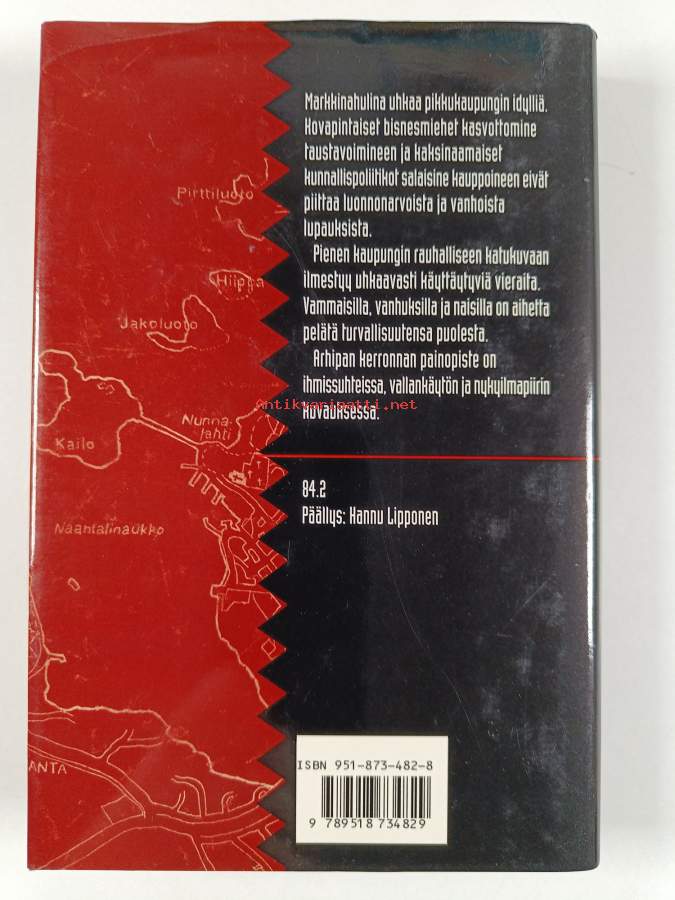 Markkinahulina uhkaa pikkukaupungin idylliä.
Kovapintaiset bisnesmiehet kasvottomine
taustavoimineen ja kaksinaamaiset
kunnallispoliitikot salaisine kauppoineen eivät
piittaa luonnonarvoista ja vanhoista
lupauksista.
Pienen kaupungin rauhalliseen katukuvaan
ilmestyy uhkaavasti käyttäytyviä vieraita.
Vammaisilla, vanhuksilla ja naisilla on aihetta
pelätä turvallisuutensa puolesta.
Arhipan kerronnan painopiste on
ihmissuhteissa, vallankäytön ja nykyilmapiirin
kuvauksessa.
Antikvariaatti.net
84.2
Päällys: Hannu Lipponen
Pirttiluoto
Hiippa
Jakoluoto
Nunna-
lahti
Kailo
Naantalinaukko
ANTA
ISBN 951-873-482-8
9 789518 734829